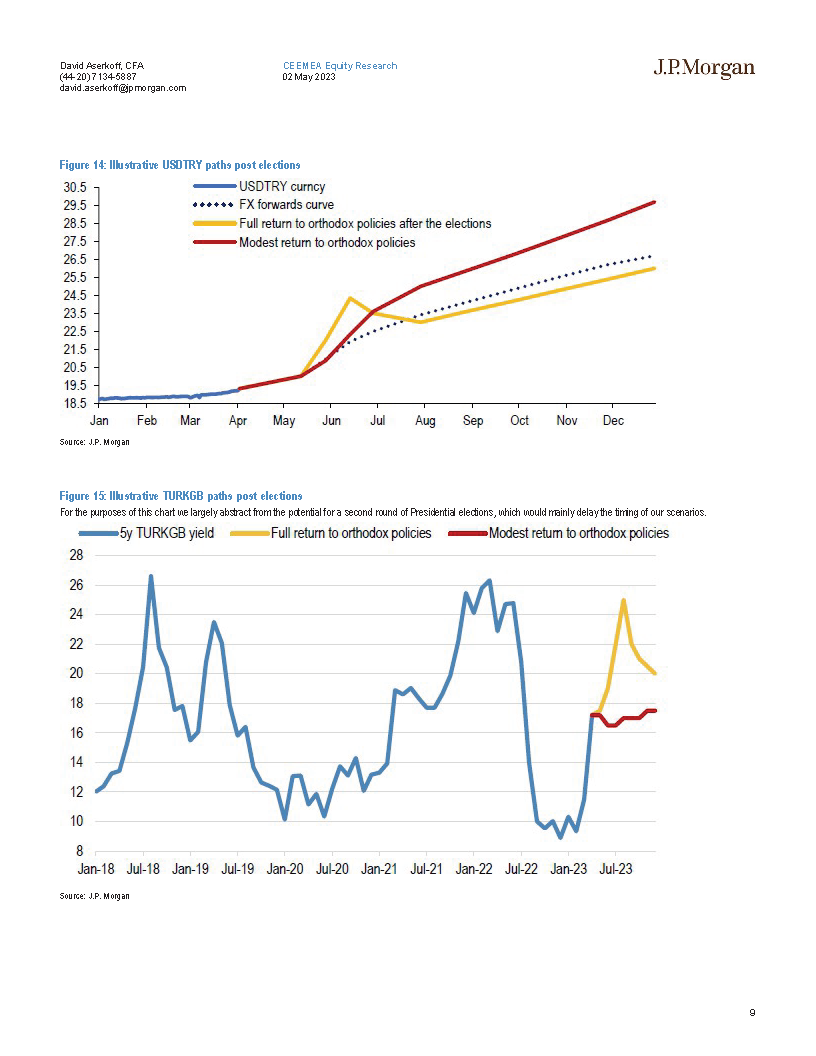 David Aserkoff, CFA
(44-20) 7134-5887
david.aserkoff@jpmorgan.com
CEEMEA Equity Research
02 May 2023
J.P.Morgan
Figure 14: Illustrative USDTRY paths post elections
USDTRY curncy
FX forwards curve
Full return to orthodox policies after the elections
Modest return to orthodox policies
30.5
29.5
28.5
27.5
26.5
25.5
24.5
23.5
22.5
21.5
20.5
19.5
18.5
Jan Feb Mar Apr May Jun Jul Aug Sep Oct Nov Dec
Source: J.P. Morgan
Figure 15: Illustrative TURKGB paths post elections
For the purposes of this chart we largely abstract from the potential for a second round of Presidential elections, which would mainly delay the timing of our scenarios.
5y TURKGB yield Full return to orthodox policies Modest return to orthodox policies
28
26
24
22
20
18
16
14
12
10
8
Jan-18 Jul-18 Jan-19 Jul-19 Jan-20 Jul-20 Jan-21 Jul-21 Jan-22 Jul-22 Jan-23 Jul-23
Source: J.P. Morgan
9